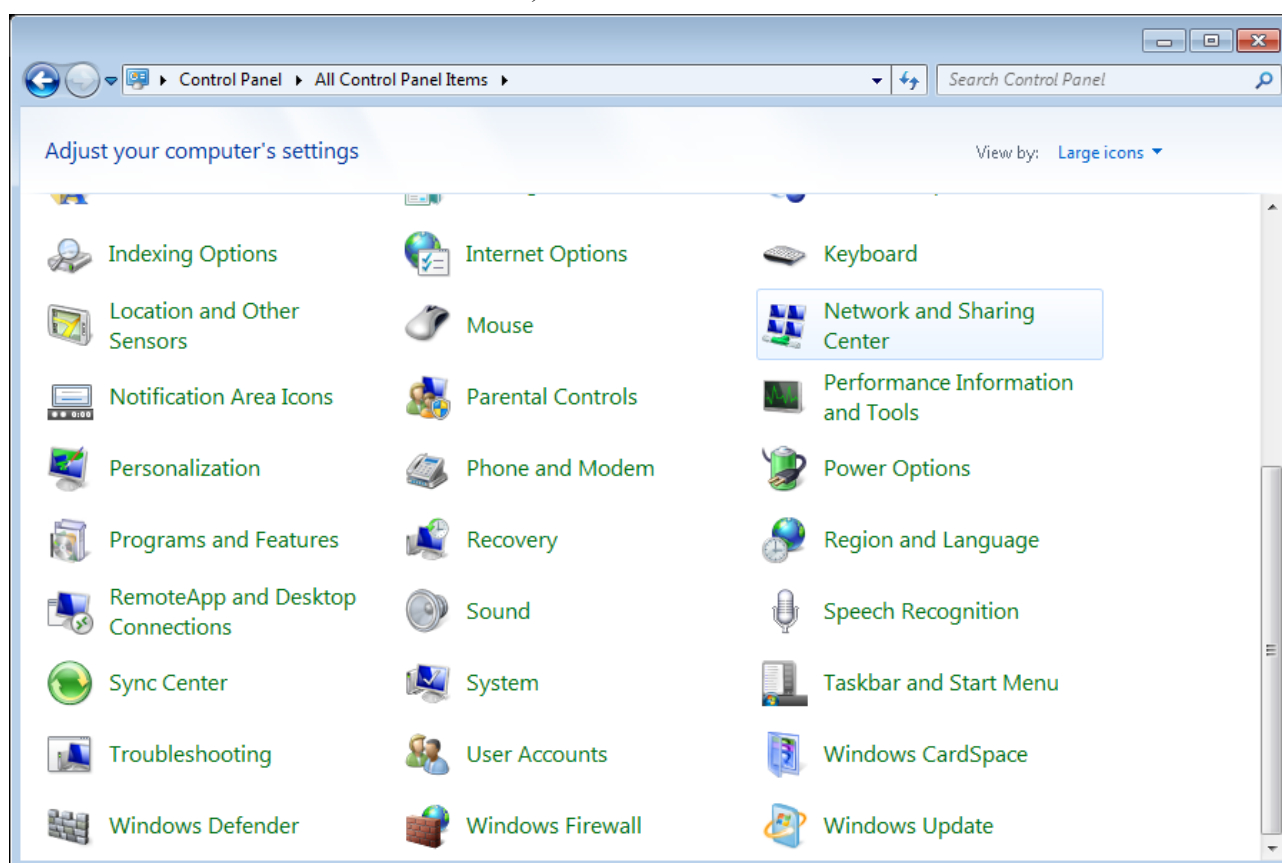 Control Panel All Control Panel Items Search Control Panel
Adjust your computer's settings View by: Large icons
Indexing Options Internet Options Keyboard
Location and Other Sensors Mouse Network and Sharing Center
Notification Area Icons Parental Controls Performance Information and Tools
Personalization Phone and Modem Power Options
Programs and Features Recovery Region and Language
RemoteApp and Desktop Connections Sound Speech Recognition
Sync Center System Taskbar and Start Menu
Troubleshooting User Accounts Windows CardSpace
Windows Defender Windows Firewall Windows Update